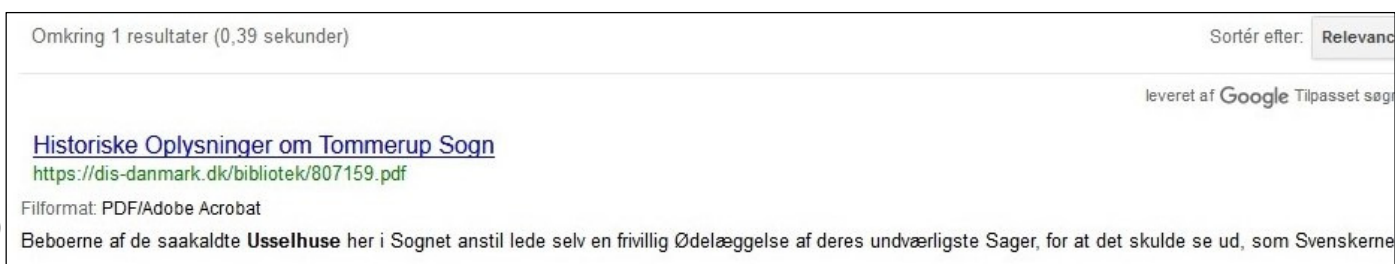 Omkring 1 resultater (0,39 sekunder) Sortér efter: Relevanc
leveret af Google Tilpasset søgn
Historiske Oplysninger om Tommerup Sogn
https://dis-danmark.dk/bibliotek/807159.pdf
Filformat: PDF/Adobe Acrobat
Beboerne af de saakaldte Usselhuse her i Sognet anstil lede selv en frivillig Ødelæggelse af deres undværligste Sager, for at det skulde se ud, som Svenskerne